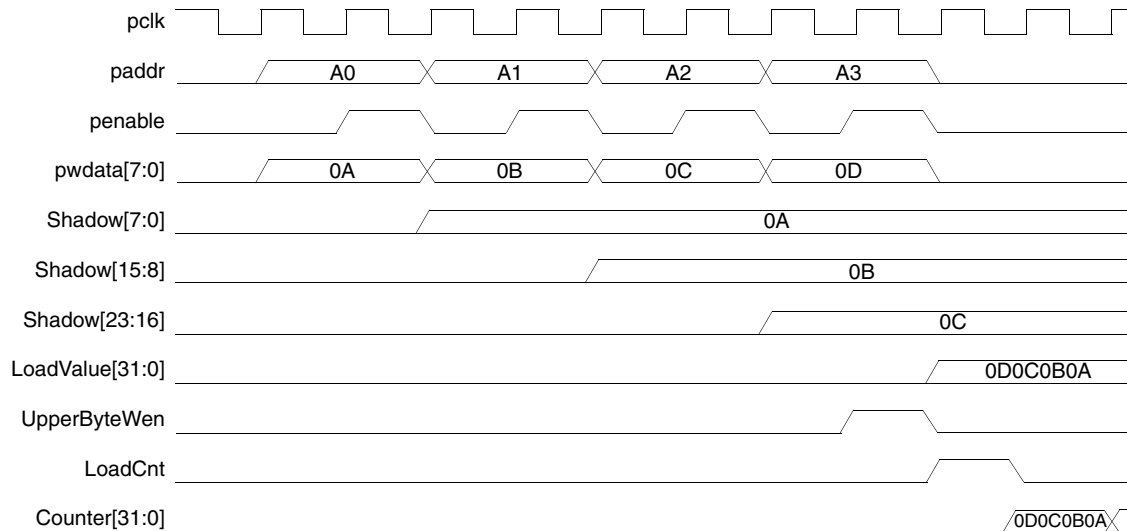 pclk
paddr A0 A1 A2 A3
penable
pwdata[7:0] 0A 0B 0C 0D
Shadow[7:0] 0A
Shadow[15:8] 0B
Shadow[23:16] 0C
LoadValue[31:0] 0D0C0B0A
UpperByteWen
LoadCnt
Counter[31:0] 0D0C0B0A